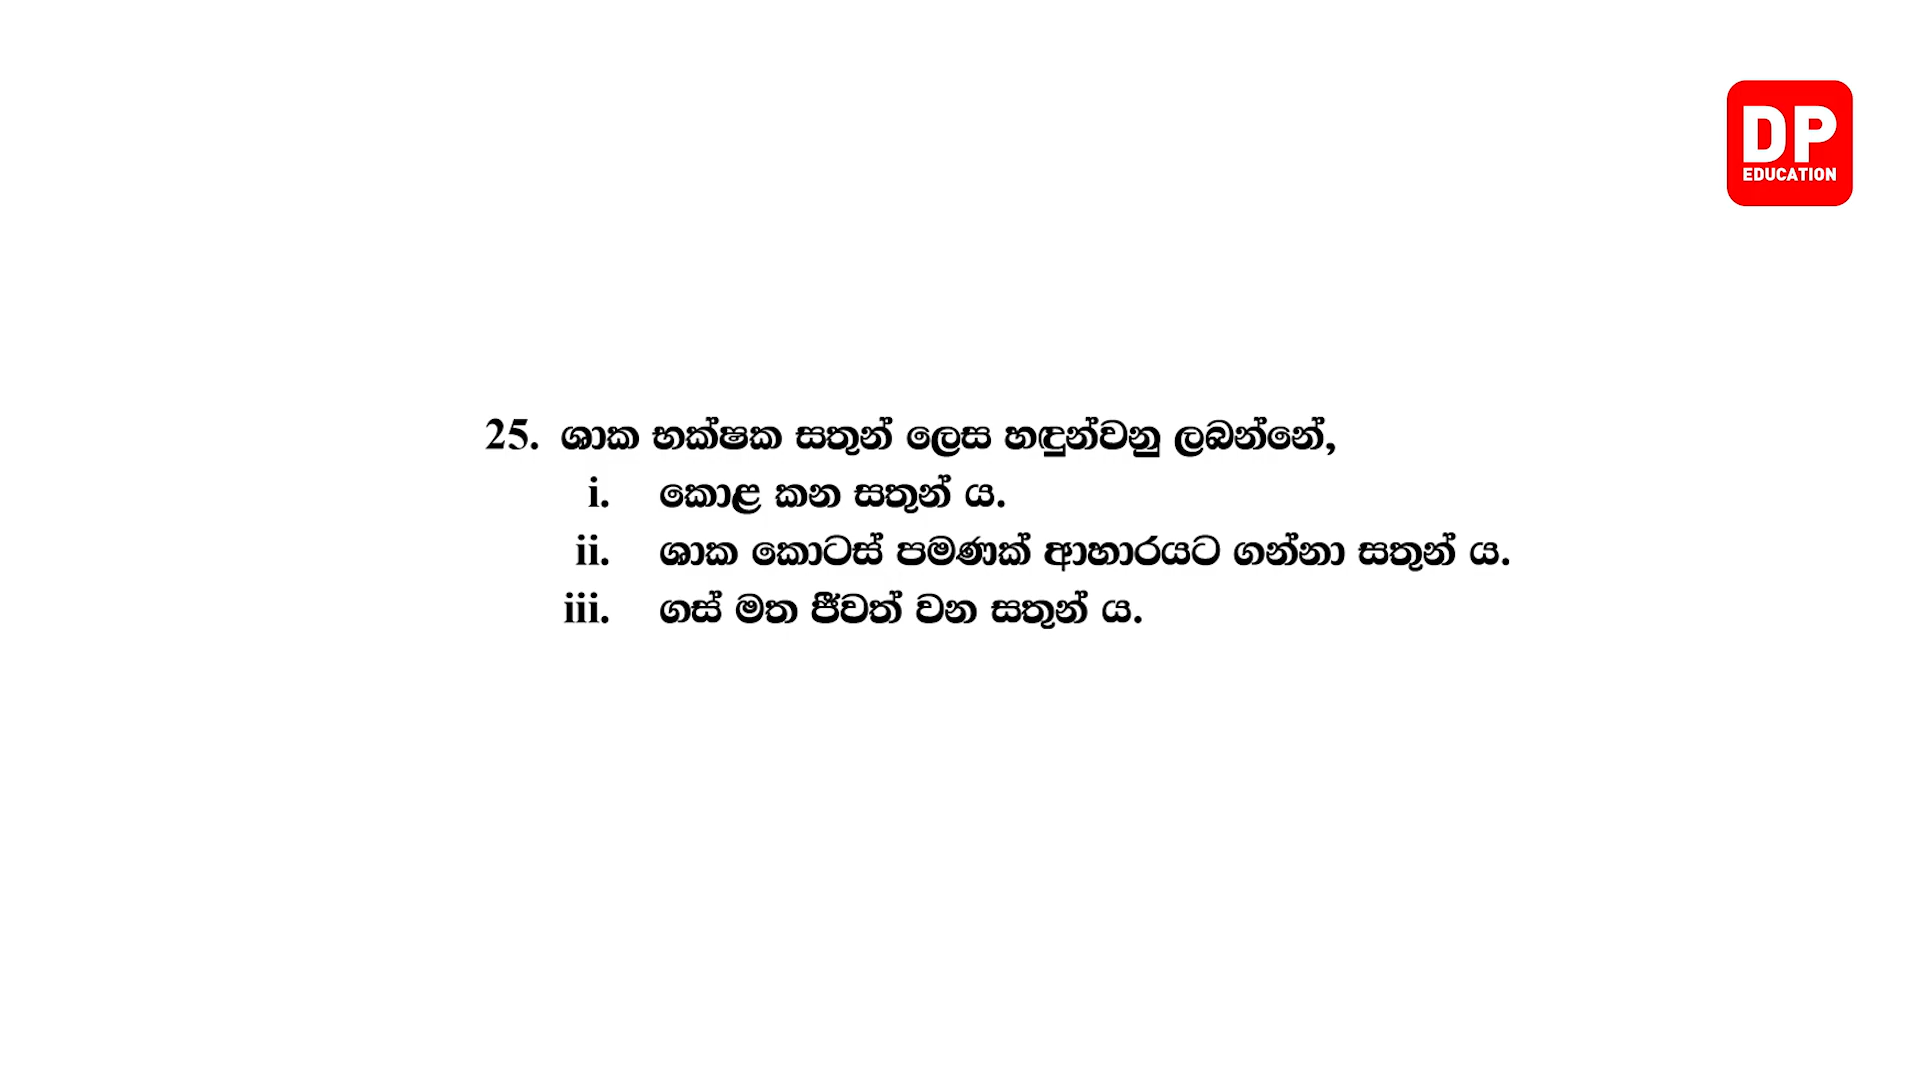 DP
EDUCATION
25. ශාක භක්ෂක සතුන් ලෙස හඳුන්වනු ලබන්නේ,
i. කොළ කන සතුන් ය.
ii. ශාක කොටස් පමණක් ආහාරයට ගන්නා සතුන් ය.
iii. ගස් මත ජීවත් වන සතුන් ය.